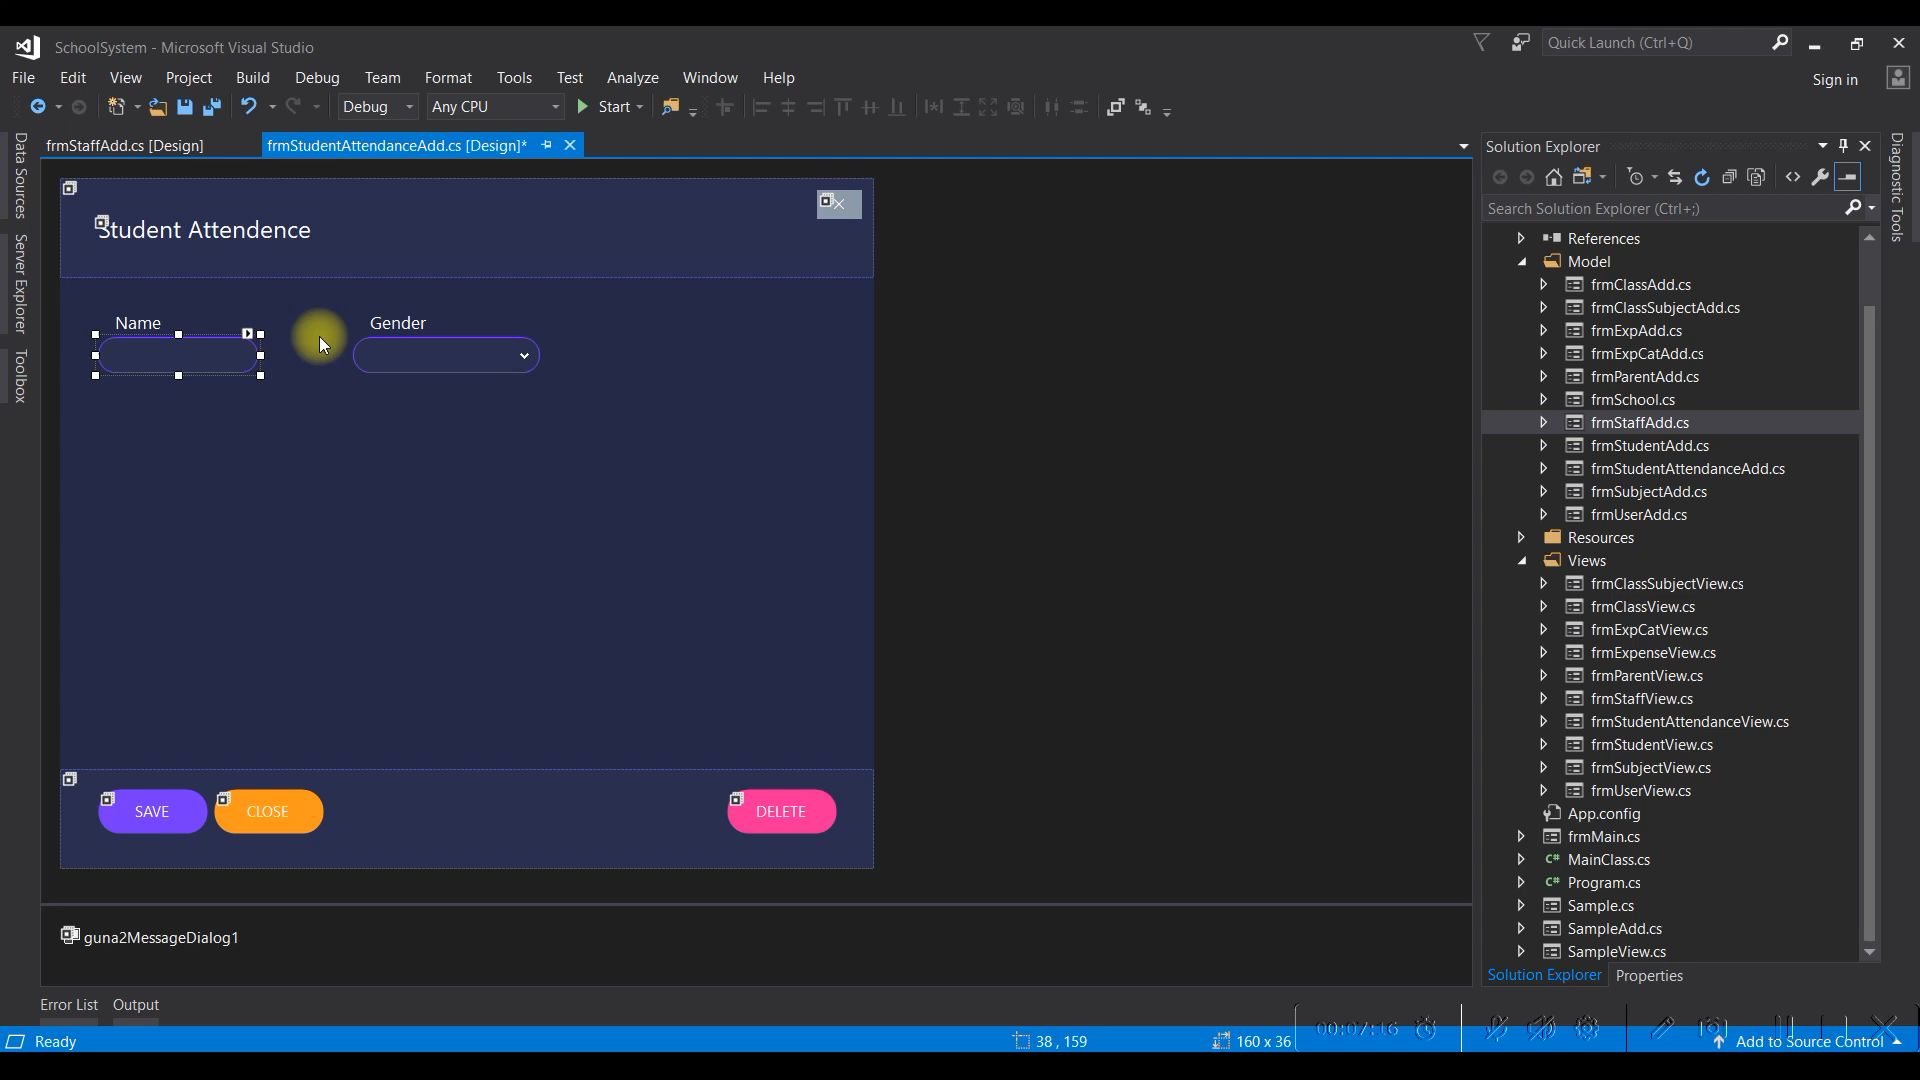 SchoolSystem - Microsoft Visual Studio
Quick Launch (Ctrl+Q)
File Edit View Project Build Debug Team Format Tools Test Analyze Window Help
Sign in
Debug Any CPU Start
frmStaffAdd.cs [Design]
frmStudentAttendanceAdd.cs [Design]*
Data Sources
Server Explorer
Toolbox
Student Attendence
Name
Gender
SAVE
CLOSE
DELETE
guna2MessageDialog1
Solution Explorer
Search Solution Explorer (Ctrl+;)
References
Model
frmClassAdd.cs
frmClassSubjectAdd.cs
frmExpAdd.cs
frmExpCatAdd.cs
frmParentAdd.cs
frmSchool.cs
frmStaffAdd.cs
frmStudentAdd.cs
frmStudentAttendanceAdd.cs
frmSubjectAdd.cs
frmUserAdd.cs
Resources
Views
frmClassSubjectView.cs
frmClassView.cs
frmExpCatView.cs
frmExpenseView.cs
frmParentView.cs
frmStaffView.cs
frmStudentAttendanceView.cs
frmStudentView.cs
frmSubjectView.cs
frmUserView.cs
App.config
frmMain.cs
C# MainClass.cs
C# Program.cs
Sample.cs
SampleAdd.cs
SampleView.cs
Solution Explorer Properties
Diagnostic Tools
Error List Output
Ready
38 , 159
160 x 36
00:07:16
Add to Source Control